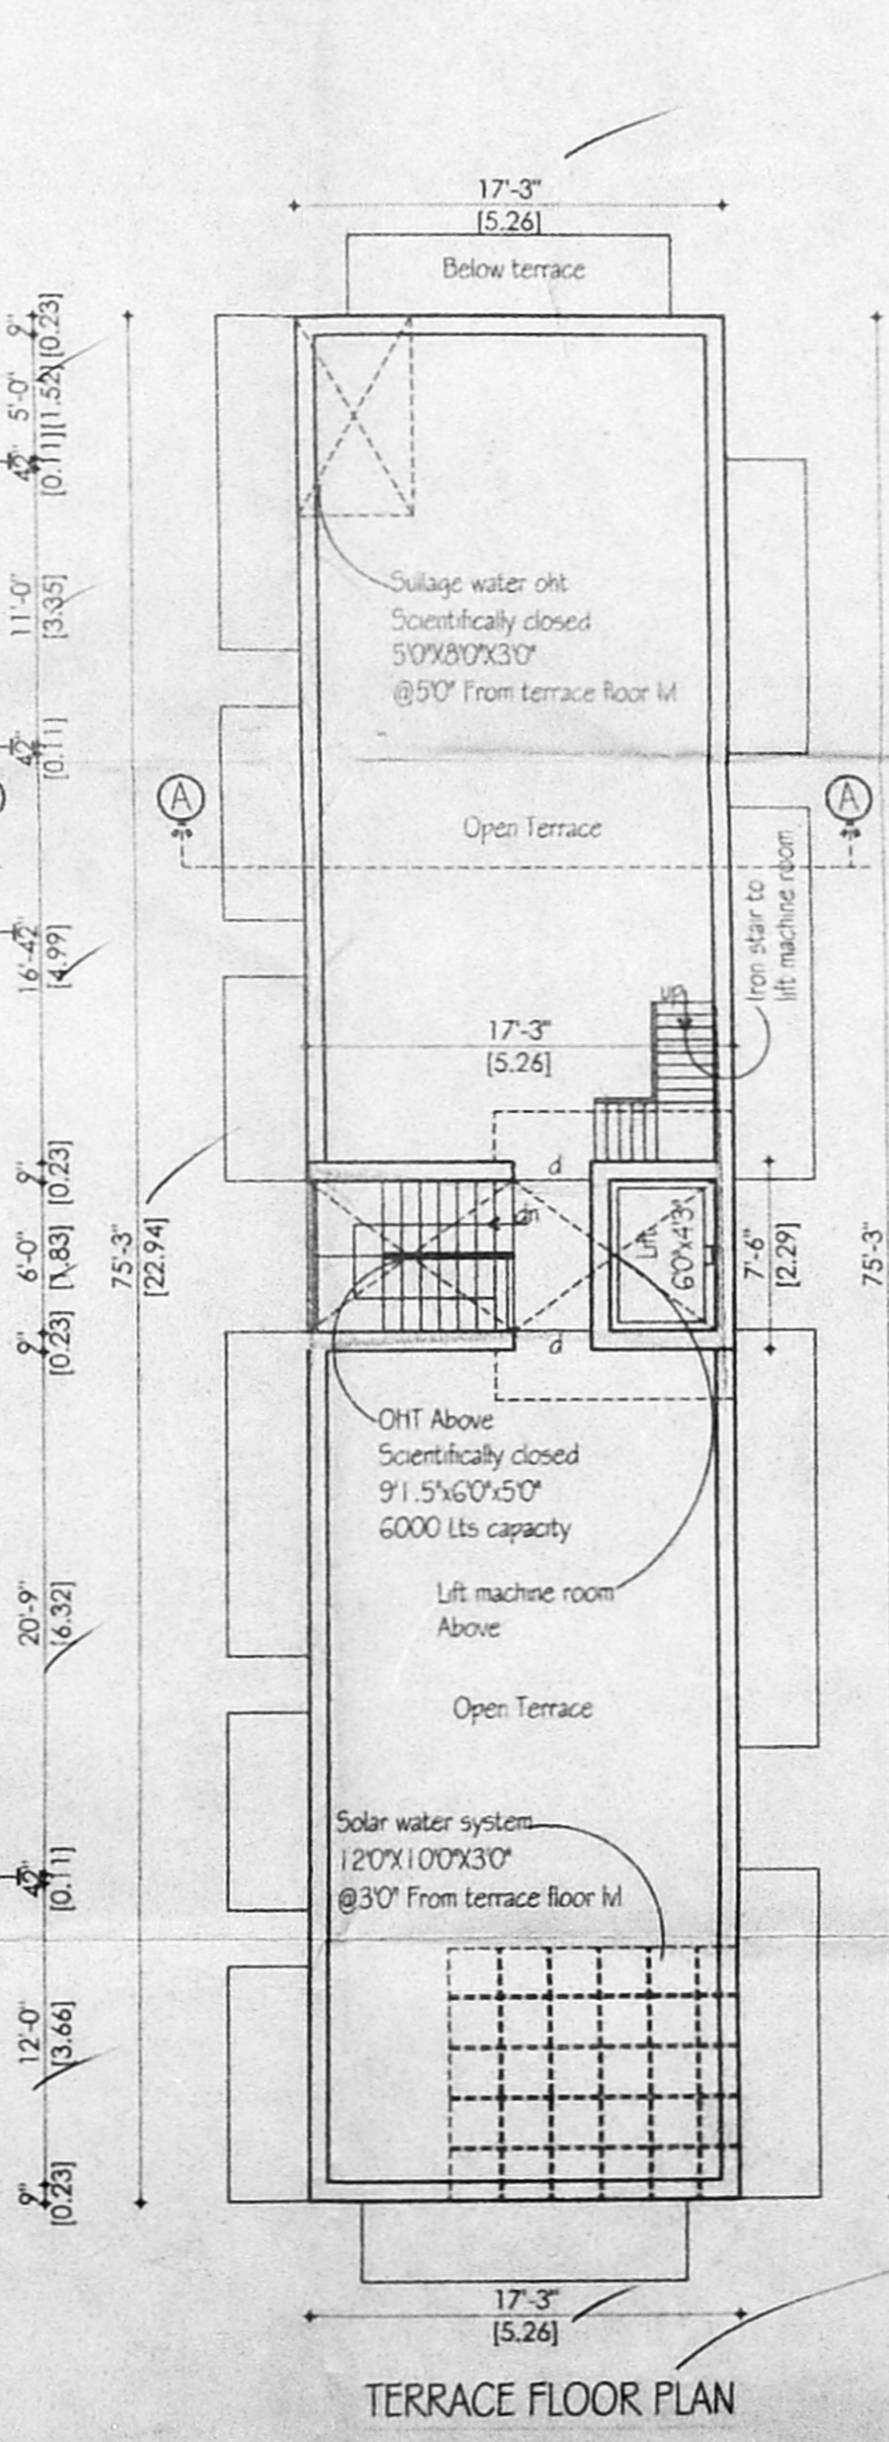 17'-3"
[5.26]
Below terrace
9"
[0.23]
5'-0"
[1.52]
4½"
[0.11]
11'-0"
[3.35]
4½"
[0.11]
16'-4½"
[4.99]
9"
[0.23]
6'-0"
[1.83]
9"
[0.23]
20'-9"
[6.32]
4½"
[0.11]
12'-0"
[3.66]
9"
[0.23]
75'-3"
[22.94]
Sullage water oht
Scientifically closed
5'0"X8'0"X3'0"
@5'0" From terrace floor lvl
A
A
Open Terrace
Iron stair to
lift machine room
up
17'-3"
[5.26]
d
dn
Lift
6'0"x4'3"
7'-6"
[2.29]
75'-3"
d
OHT Above
Scientifically closed
9'1.5"x6'0"x5'0"
6000 Lts capacity
Lift machine room
Above
Open Terrace
Solar water system
12'0"X10'0"X3'0"
@3'0" From terrace floor lvl
17'-3"
[5.26]
TERRACE FLOOR PLAN